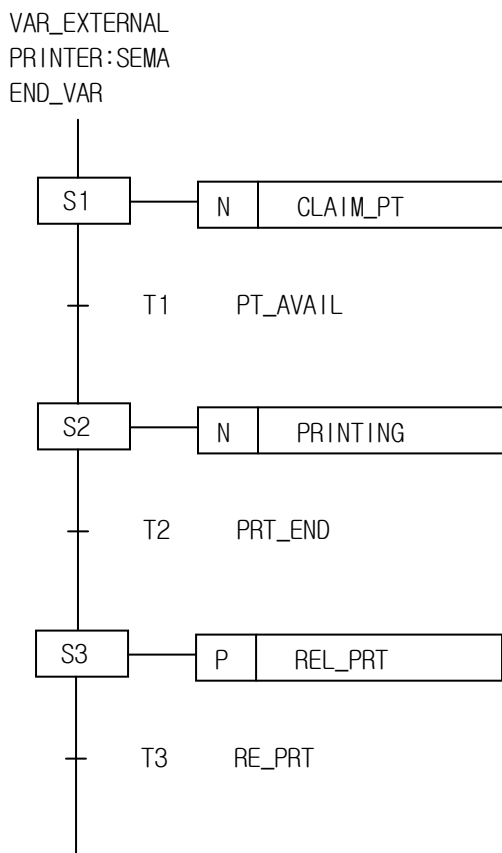 VAR_EXTERNAL
PRINTER:SEMA
END_VAR
S1 N CLAIM_PT
T1 PT_AVAIL
S2 N PRINTING
T2 PRT_END
S3 P REL_PRT
T3 RE_PRT